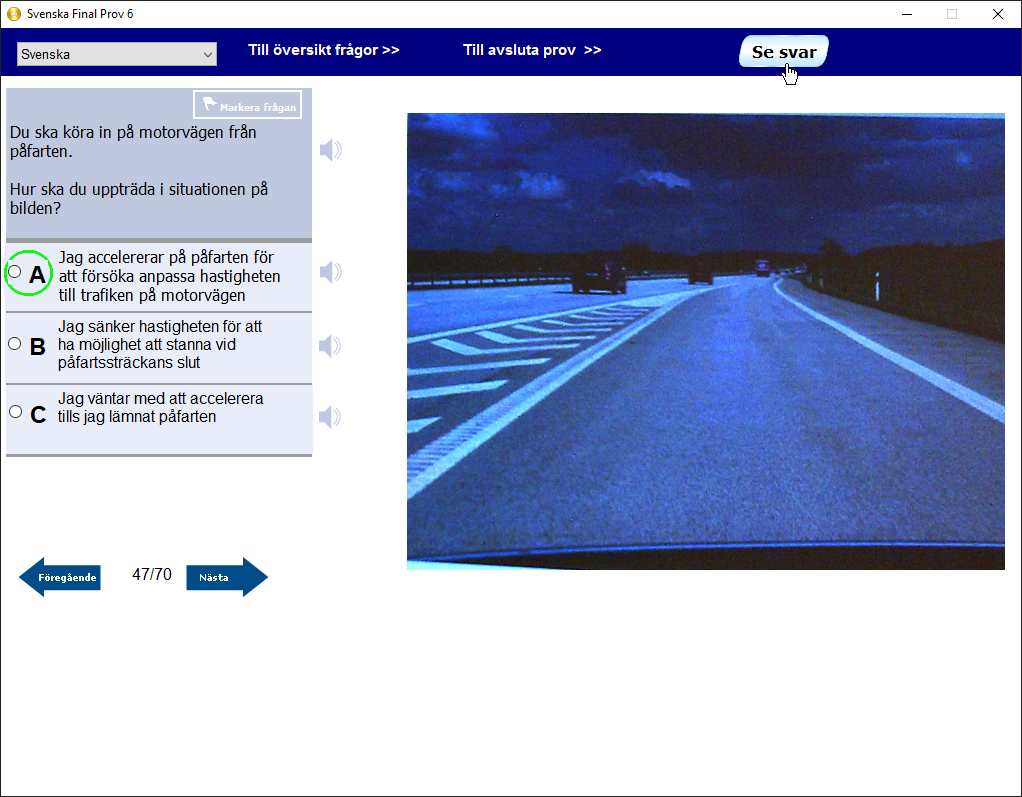 Svenska Final Prov 6
Svenska
Till översikt frågor >>
Till avsluta prov >>
Se svar
Markera frågan
Du ska köra in på motorvägen från
påfarten.
Hur ska du uppträda i situationen på
bilden?
A
Jag accelererar på påfarten för
att försöka anpassa hastigheten
till trafiken på motorvägen
B
Jag sänker hastigheten för att
ha möjlighet att stanna vid
påfartssträckans slut
C
Jag väntar med att accelerera
tills jag lämnat påfarten
Föregående
47/70
Nästa